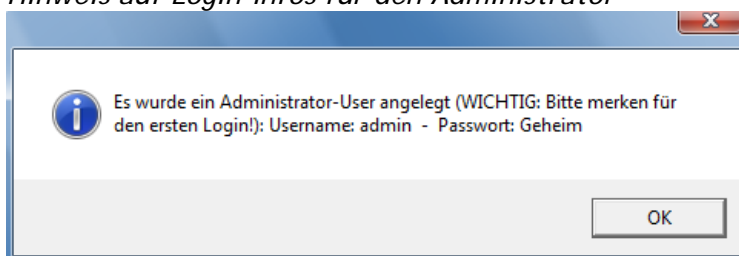 Hinweis auf Login-Infos für den Administrator
Es wurde ein Administrator-User angelegt (WICHTIG: Bitte merken für
den ersten Login!): Username: admin - Passwort: Geheim
OK